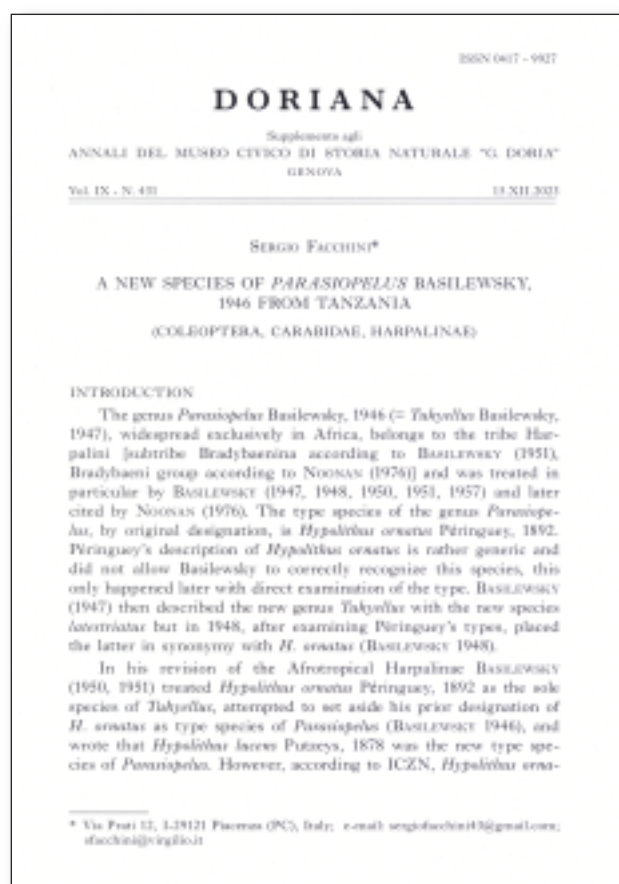 ISSN 0417 - 9927
DORIANA
Supplemento agli
ANNALI DEL MUSEO CIVICO DI STORIA NATURALE "G. DORIA"
GENOVA
Vol. IX - N. 431 15.XII.2023
SERGIO FACCHINI*
A NEW SPECIES OF PARASIOPELUS BASILEWSKY,
1946 FROM TANZANIA
(COLEOPTERA, CARABIDAE, HARPALINAE)
INTRODUCTION
The genus Parasiopelus Basilewsky, 1946 (= Tukyellus Basilewsky,
1947), widespread exclusively in Africa, belongs to the tribe Har-
palini [subtribe Bradybaenina according to BASILEWSKY (1951),
Bradybaeni group according to NOONAN (1976)] and was treated in
particular by BASILEWSKY (1947, 1948, 1950, 1951, 1957) and later
cited by NOONAN (1976). The type species of the genus Parasiope-
lus, by original designation, is Hypolithus ornatus Péringuey, 1892.
Péringuey's description of Hypolithus ornatus is rather generic and
did not allow Basilewsky to correctly recognize this species, this
only happened later with direct examination of the type. BASILEWSKY
(1947) then described the new genus Tukyellus with the new species
latestriatus but in 1948, after examining Péringuey's types, placed
the latter in synonymy with H. ornatus (BASILEWSKY 1948).
In his revision of the Afrotropical Harpalinae BASILEWSKY
(1950, 1951) treated Hypolithus ornatus Péringuey, 1892 as the sole
species of Tukyellus, attempted to set aside his prior designation of
H. ornatus as type species of Parasiopelus (BASILEWSKY 1946), and
wrote that Hypolithus lucens Putzeys, 1878 was the new type spe-
cies of Parasiopelus. However, according to ICZN, Hypolithus orna-
* Via Prati 12, I-29121 Piacenza (PC), Italy; e-mail: sergiofacchini43@gmail.com;
sfacchini@virgilio.it